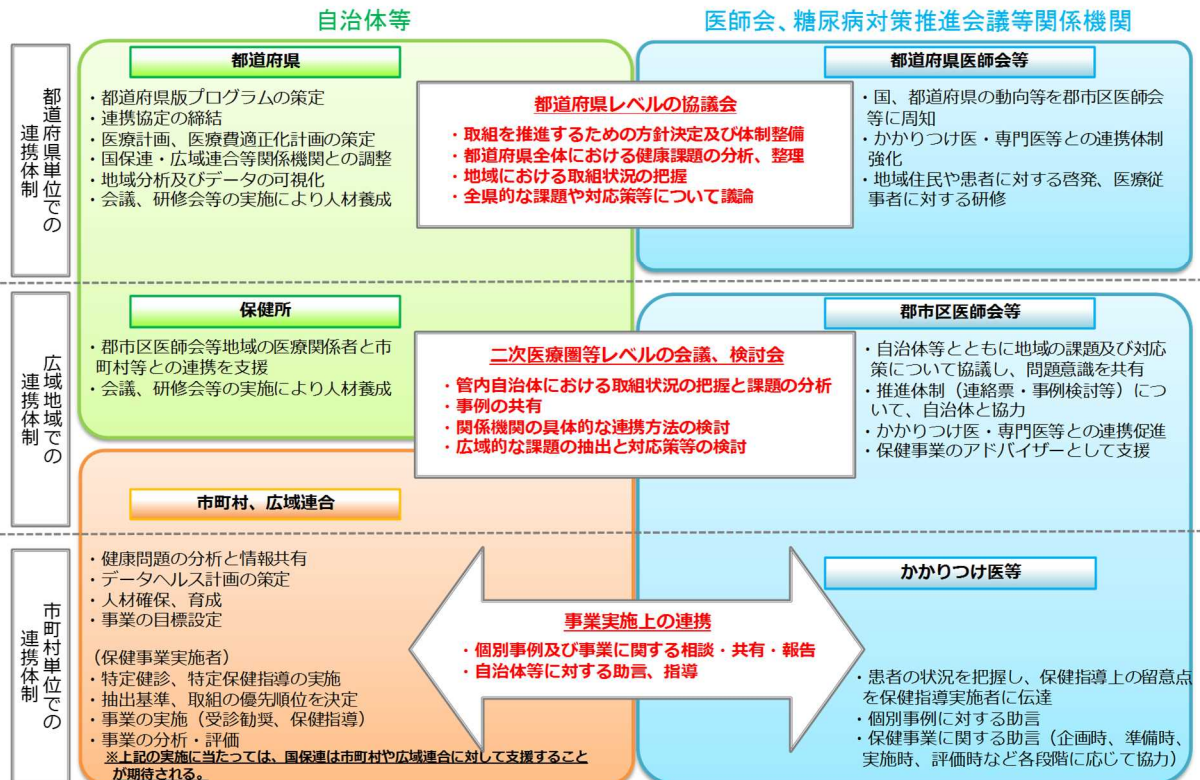 自治体等
医師会、糖尿病対策推進会議等関係機関
都道府県単位での
連携体制
都道府県
・都道府県版プログラムの策定
・連携協定の締結
・医療計画、医療費適正化計画の策定
・国保連・広域連合等関係機関との調整
・地域分析及びデータの可視化
・会議、研修会等の実施により人材養成
都道府県レベルの協議会
・取組を推進するための方針決定及び体制整備
・都道府県全体における健康課題の分析、整理
・地域における取組状況の把握
・全県的な課題や対応策等について議論
都道府県医師会等
・国、都道府県の動向等を郡市区医師会
等に周知
・かかりつけ医・専門医等との連携体制
強化
・地域住民や患者に対する啓発、医療従
事者に対する研修
広域地域での
連携体制
保健所
・郡市区医師会等地域の医療関係者と市
町村等との連携を支援
・会議、研修会等の実施により人材養成
二次医療圏等レベルの会議、検討会
・管内自治体における取組状況の把握と課題の分析
・事例の共有
・関係機関の具体的な連携方法の検討
・広域的な課題の抽出と対応策等の検討
郡市区医師会等
・自治体等とともに地域の課題及び対応
策について協議し、問題意識を共有
・推進体制（連絡票・事例検討等）につ
いて、自治体と協力
・かかりつけ医・専門医等との連携促進
・保健事業のアドバイザーとして支援
市町村単位での
連携体制
市町村、広域連合
・健康問題の分析と情報共有
・データヘルス計画の策定
・人材確保、育成
・事業の目標設定
（保健事業実施者）
・特定健診、特定保健指導の実施
・抽出基準、取組の優先順位を決定
・事業の実施（受診勧奨、保健指導）
・事業の分析・評価
※上記の実施に当たっては、国保連は市町村や広域連合に対して支援すること
が期待される。
事業実施上の連携
・個別事例及び事業に関する相談・共有・報告
・自治体等に対する助言、指導
かかりつけ医等
・患者の状況を把握し、保健指導上の留意点
を保健指導実施者に伝達
・個別事例に対する助言
・保健事業に関する助言（企画時、準備時、
実施時、評価時など各段階に応じて協力）